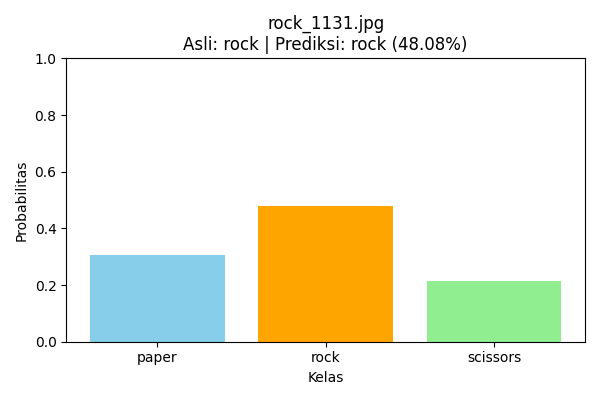 rock_1131.jpg
Asli: rock | Prediksi: rock (48.08%)
1.0
0.8
0.6
0.4
0.2
0.0
Probabilitas
paper
rock
scissors
Kelas